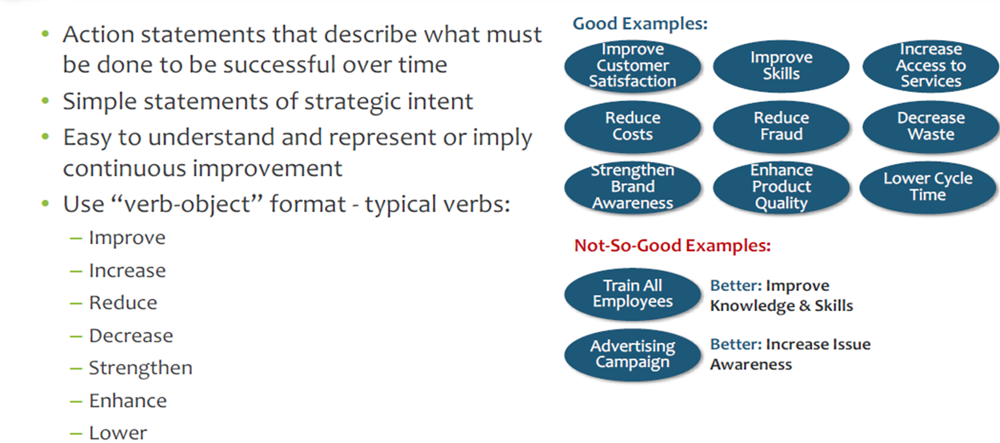 • Action statements that describe what must
be done to be successful over time
• Simple statements of strategic intent
• Easy to understand and represent or imply
continuous improvement
• Use “verb-object” format - typical verbs:
– Improve
– Increase
– Reduce
– Decrease
– Strengthen
– Enhance
– Lower
Good Examples:
Improve
Customer
Satisfaction
Improve
Skills
Increase
Access to
Services
Reduce
Costs
Reduce
Fraud
Decrease
Waste
Strengthen
Brand
Awareness
Enhance
Product
Quality
Lower Cycle
Time
Not-So-Good Examples:
Train All
Employees
Better: Improve
Knowledge & Skills
Advertising
Campaign
Better: Increase Issue
Awareness